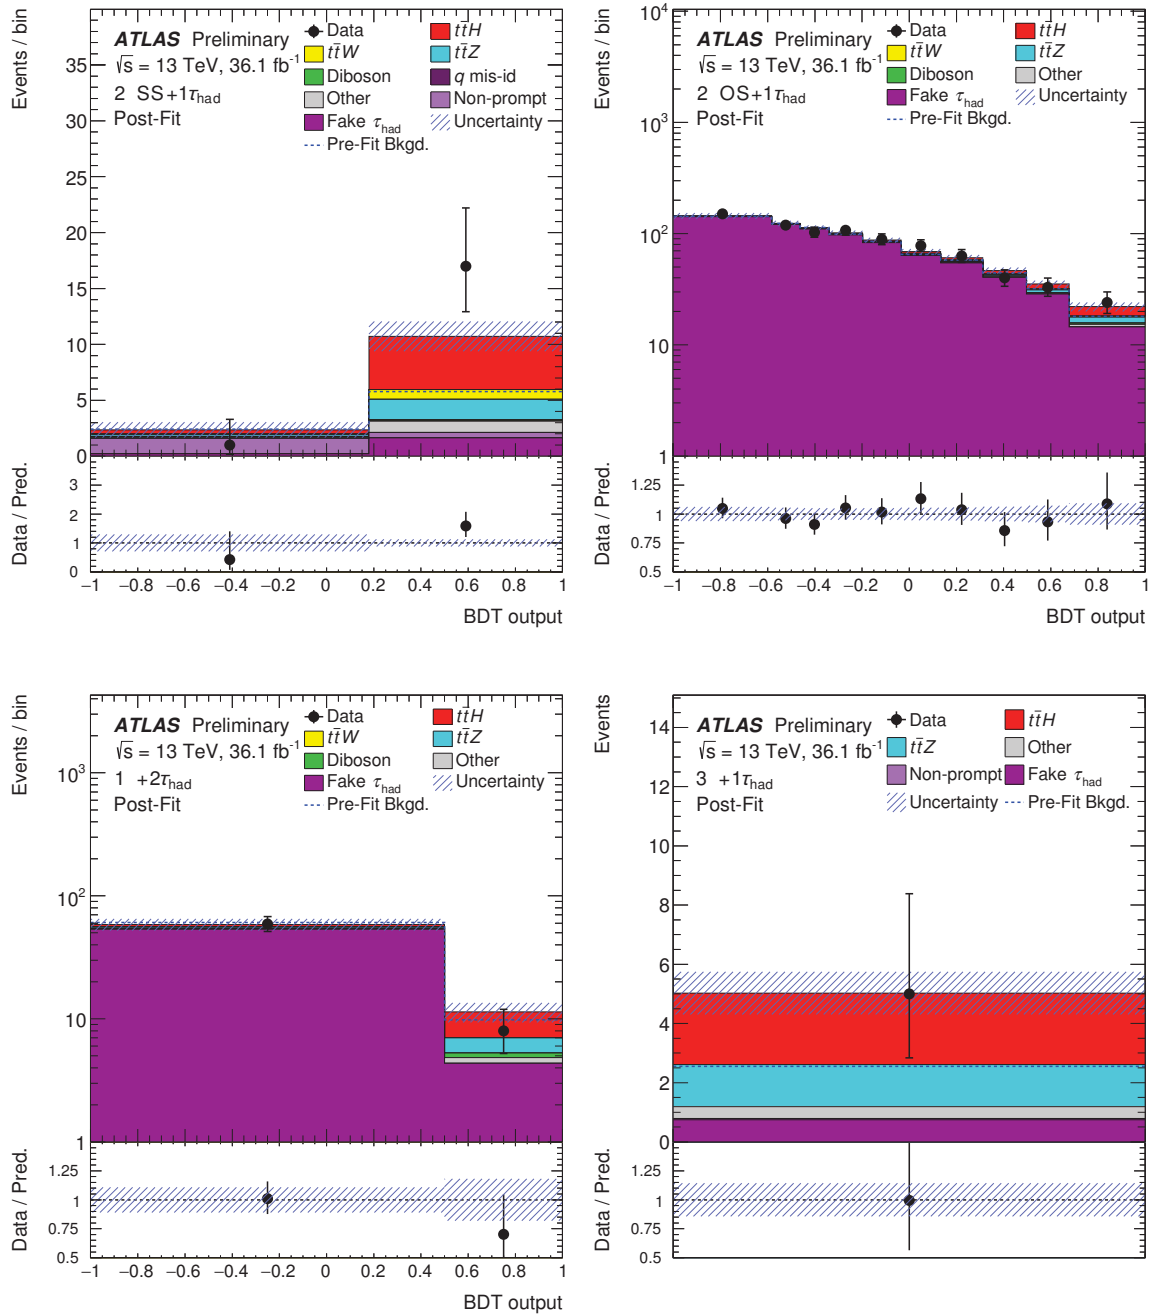 Events / bin
35
30
25
20
15
10
5
0
ATLAS Preliminary
√s = 13 TeV, 36.1 fb⁻¹
2 SS+1τhad
Post-Fit
Data
tt̄H
tt̄W
tt̄Z
Diboson
q mis-id
Other
Non-prompt
Fake τhad
Uncertainty
Pre-Fit Bkgd.
Data / Pred.
3
2
1
0
−1 −0.8 −0.6 −0.4 −0.2 0 0.2 0.4 0.6 0.8 1
BDT output
Events / bin
10⁴
10³
10²
10
1
ATLAS Preliminary
√s = 13 TeV, 36.1 fb⁻¹
2 OS+1τhad
Post-Fit
Data
tt̄H
tt̄W
tt̄Z
Diboson
Other
Fake τhad
Uncertainty
Pre-Fit Bkgd.
Data / Pred.
1.25
1
0.75
0.5
−1 −0.8 −0.6 −0.4 −0.2 0 0.2 0.4 0.6 0.8 1
BDT output
Events / bin
10³
10²
10
1
ATLAS Preliminary
√s = 13 TeV, 36.1 fb⁻¹
1 +2τhad
Post-Fit
Data
tt̄H
tt̄W
tt̄Z
Diboson
Other
Fake τhad
Uncertainty
Pre-Fit Bkgd.
Data / Pred.
1.25
1
0.75
0.5
−1 −0.8 −0.6 −0.4 −0.2 0 0.2 0.4 0.6 0.8 1
BDT output
Events
14
12
10
8
6
4
2
0
ATLAS Preliminary
√s = 13 TeV, 36.1 fb⁻¹
3 +1τhad
Post-Fit
Data
tt̄H
tt̄Z
Other
Non-prompt
Fake τhad
Uncertainty
Pre-Fit Bkgd.
Data / Pred.
1.25
1
0.75
0.5